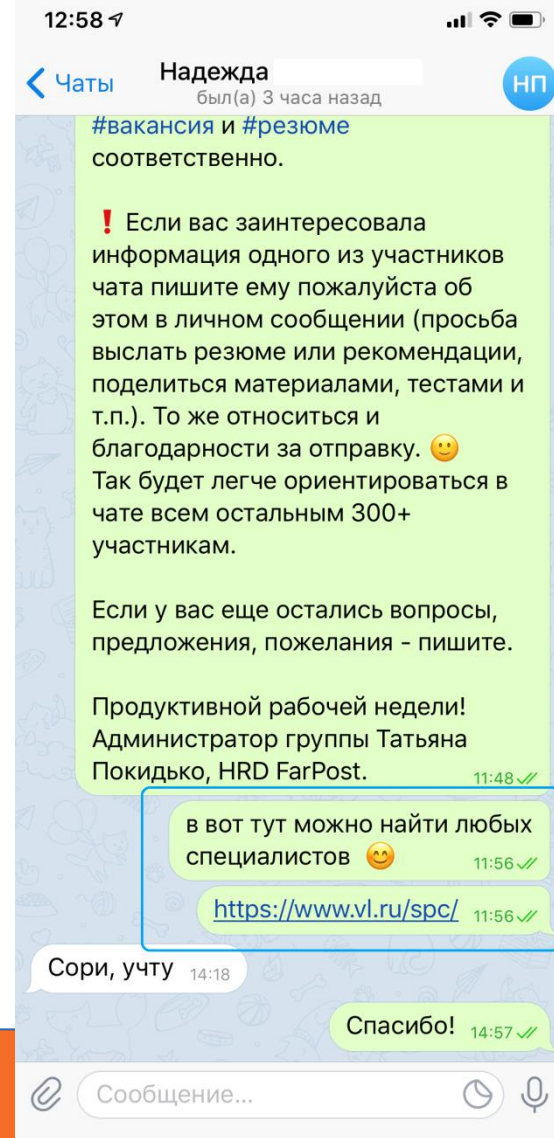 12:58
Чаты
Надежда
НП
был(а) 3 часа назад
#вакансия и #резюме
соответственно.
❗ Если вас заинтересовала
информация одного из участников
чата пишите ему пожалуйста об
этом в личном сообщении (просьба
выслать резюме или рекомендации,
поделиться материалами, тестами и
т.п.). То же относиться и
благодарности за отправку. 🙂
Так будет легче ориентироваться в
чате всем остальным 300+
участникам.
Если у вас еще остались вопросы,
предложения, пожелания - пишите.
Продуктивной рабочей недели!
Администратор группы Татьяна
Покидько, HRD FarPost. 11:48
в вот тут можно найти любых
специалистов 😊 11:56
https://www.vl.ru/spc/ 11:56
Сори, учту 14:18
Спасибо! 14:57
Сообщение...